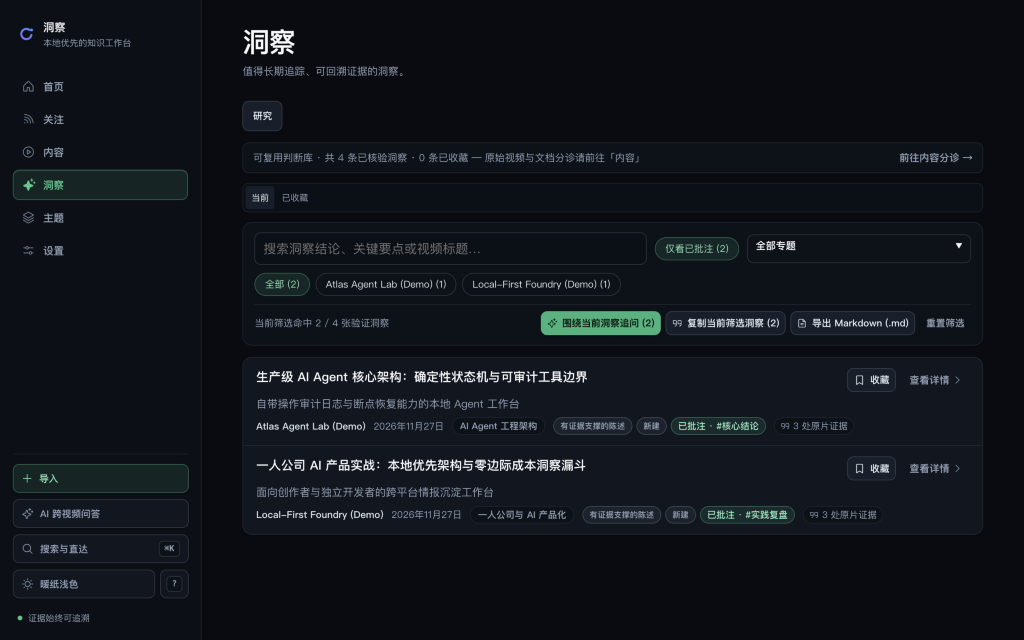 洞察
本地优先的知识工作台
首页
关注
内容
洞察
主题
设置
导入
AI 跨视频问答
搜索与直达 ⌘K
暖纸浅色 ?
证据始终可追溯
洞察
值得长期追踪、可回溯证据的洞察。
研究
可复用判断库 · 共 4 条已核验洞察 · 0 条已收藏 — 原始视频与文档分诊请前往「内容」 前往内容分诊 →
当前 已收藏
搜索洞察结论、关键要点或视频标题... 仅看已批注 (2) 全部专题
全部 (2) Atlas Agent Lab (Demo) (1) Local-First Foundry (Demo) (1)
当前筛选命中 2 / 4 张验证洞察 围绕当前洞察追问 (2) 复制当前筛选洞察 (2) 导出 Markdown (.md) 重置筛选
生产级 AI Agent 核心架构：确定性状态机与可审计工具边界 收藏 查看详情
自带操作审计日志与断点恢复能力的本地 Agent 工作台
Atlas Agent Lab (Demo) 2026年11月27日 AI Agent 工程架构 有证据支撑的陈述 新建 已批注 · #核心结论 3 处原片证据
一人公司 AI 产品实战：本地优先架构与零边际成本洞察漏斗 收藏 查看详情
面向创作者与独立开发者的跨平台情报沉淀工作台
Local-First Foundry (Demo) 2026年11月27日 一人公司与 AI 产品化 有证据支撑的陈述 新建 已批注 · #实践复盘 3 处原片证据